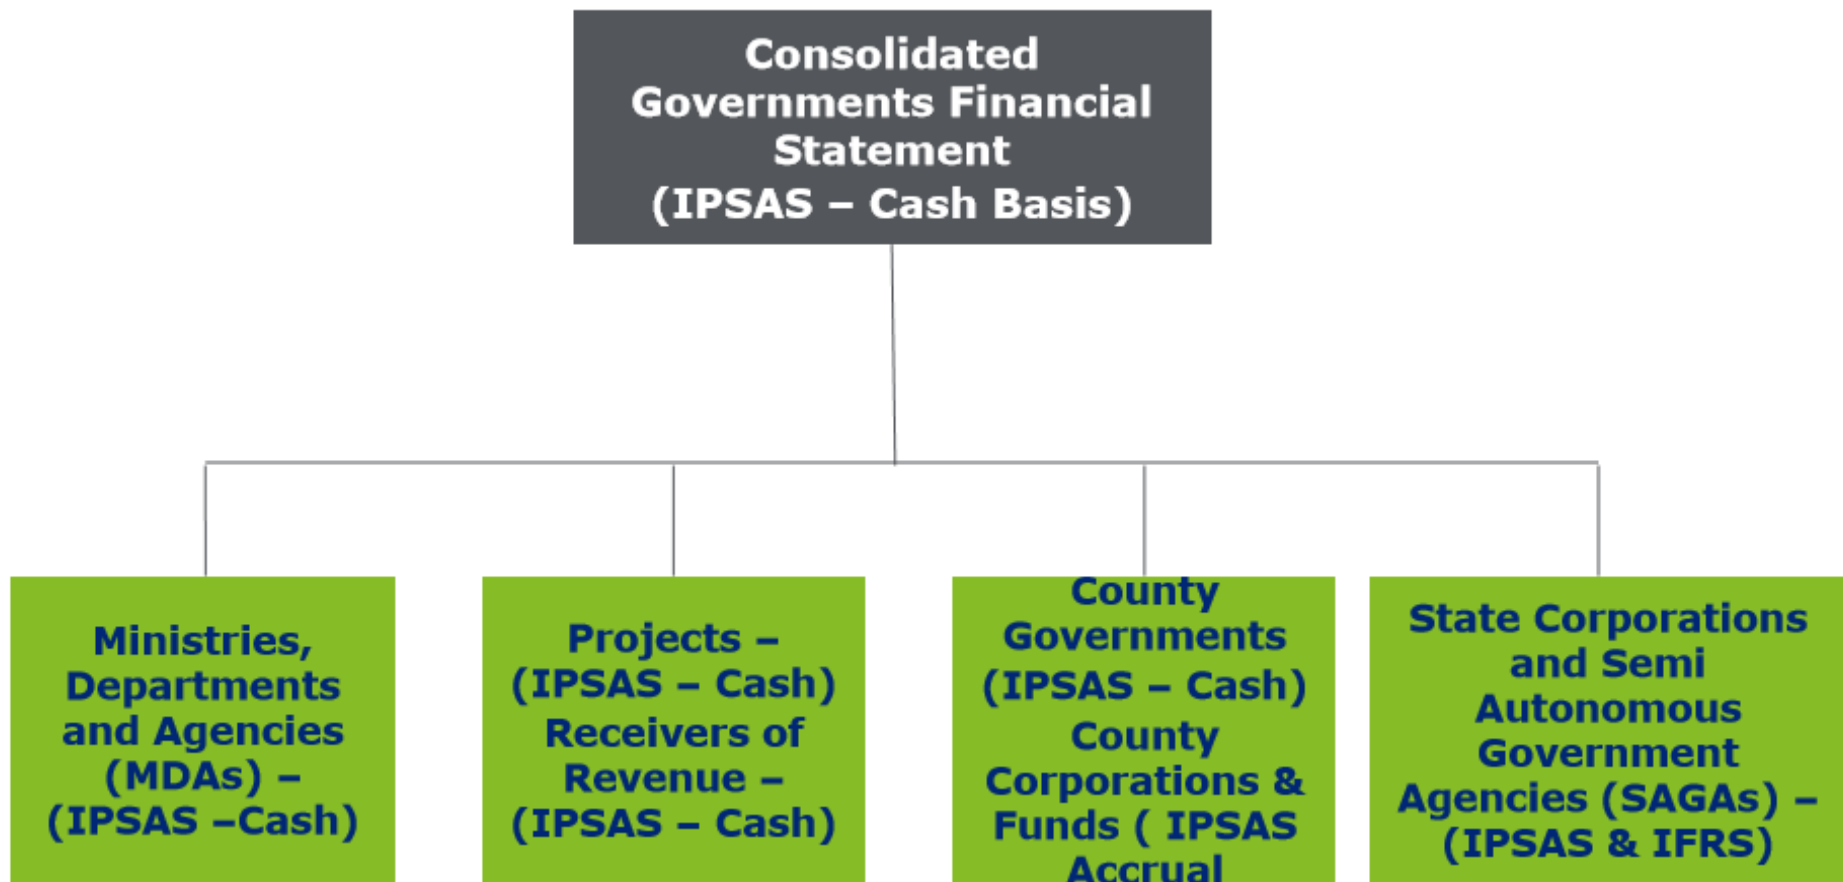 Consolidated
Governments Financial
Statement
(IPSAS – Cash Basis)
Ministries,
Departments
and Agencies
(MDAs) –
(IPSAS –Cash)
Projects –
(IPSAS – Cash)
Receivers of
Revenue –
(IPSAS – Cash)
County
Governments
(IPSAS – Cash)
County
Corporations &
Funds ( IPSAS
Accrual
State Corporations
and Semi
Autonomous
Government
Agencies (SAGAs) –
(IPSAS & IFRS)